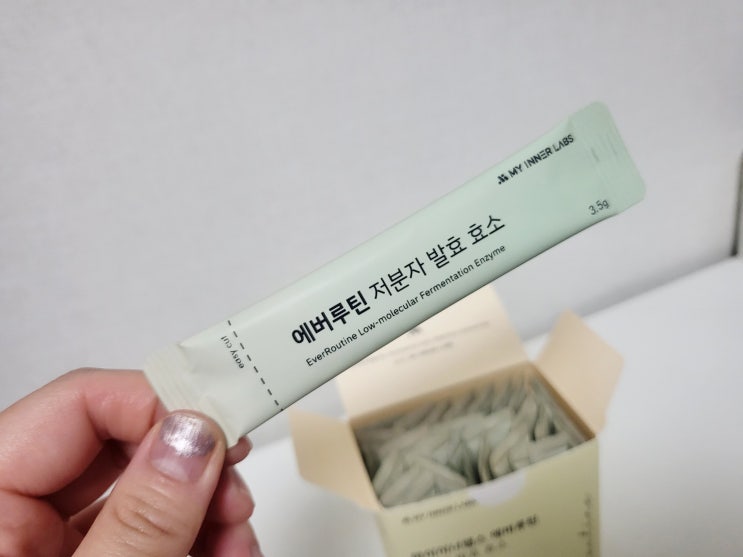 MY INNER LABS
3.5g
에버루틴 저분자 발효 효소
EverRoutine Low-molecular Fermentation Enzyme
easy cut